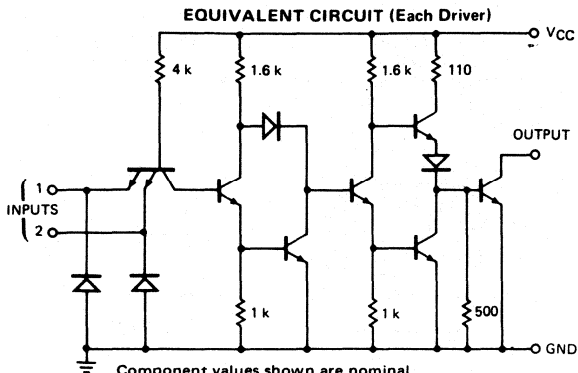 EQUIVALENT CIRCUIT (Each Driver)
VCC
4 k
1.6 k
1.6 k
110
OUTPUT
1
INPUTS
2
1 k
1 k
500
GND
Component values shown are nominal